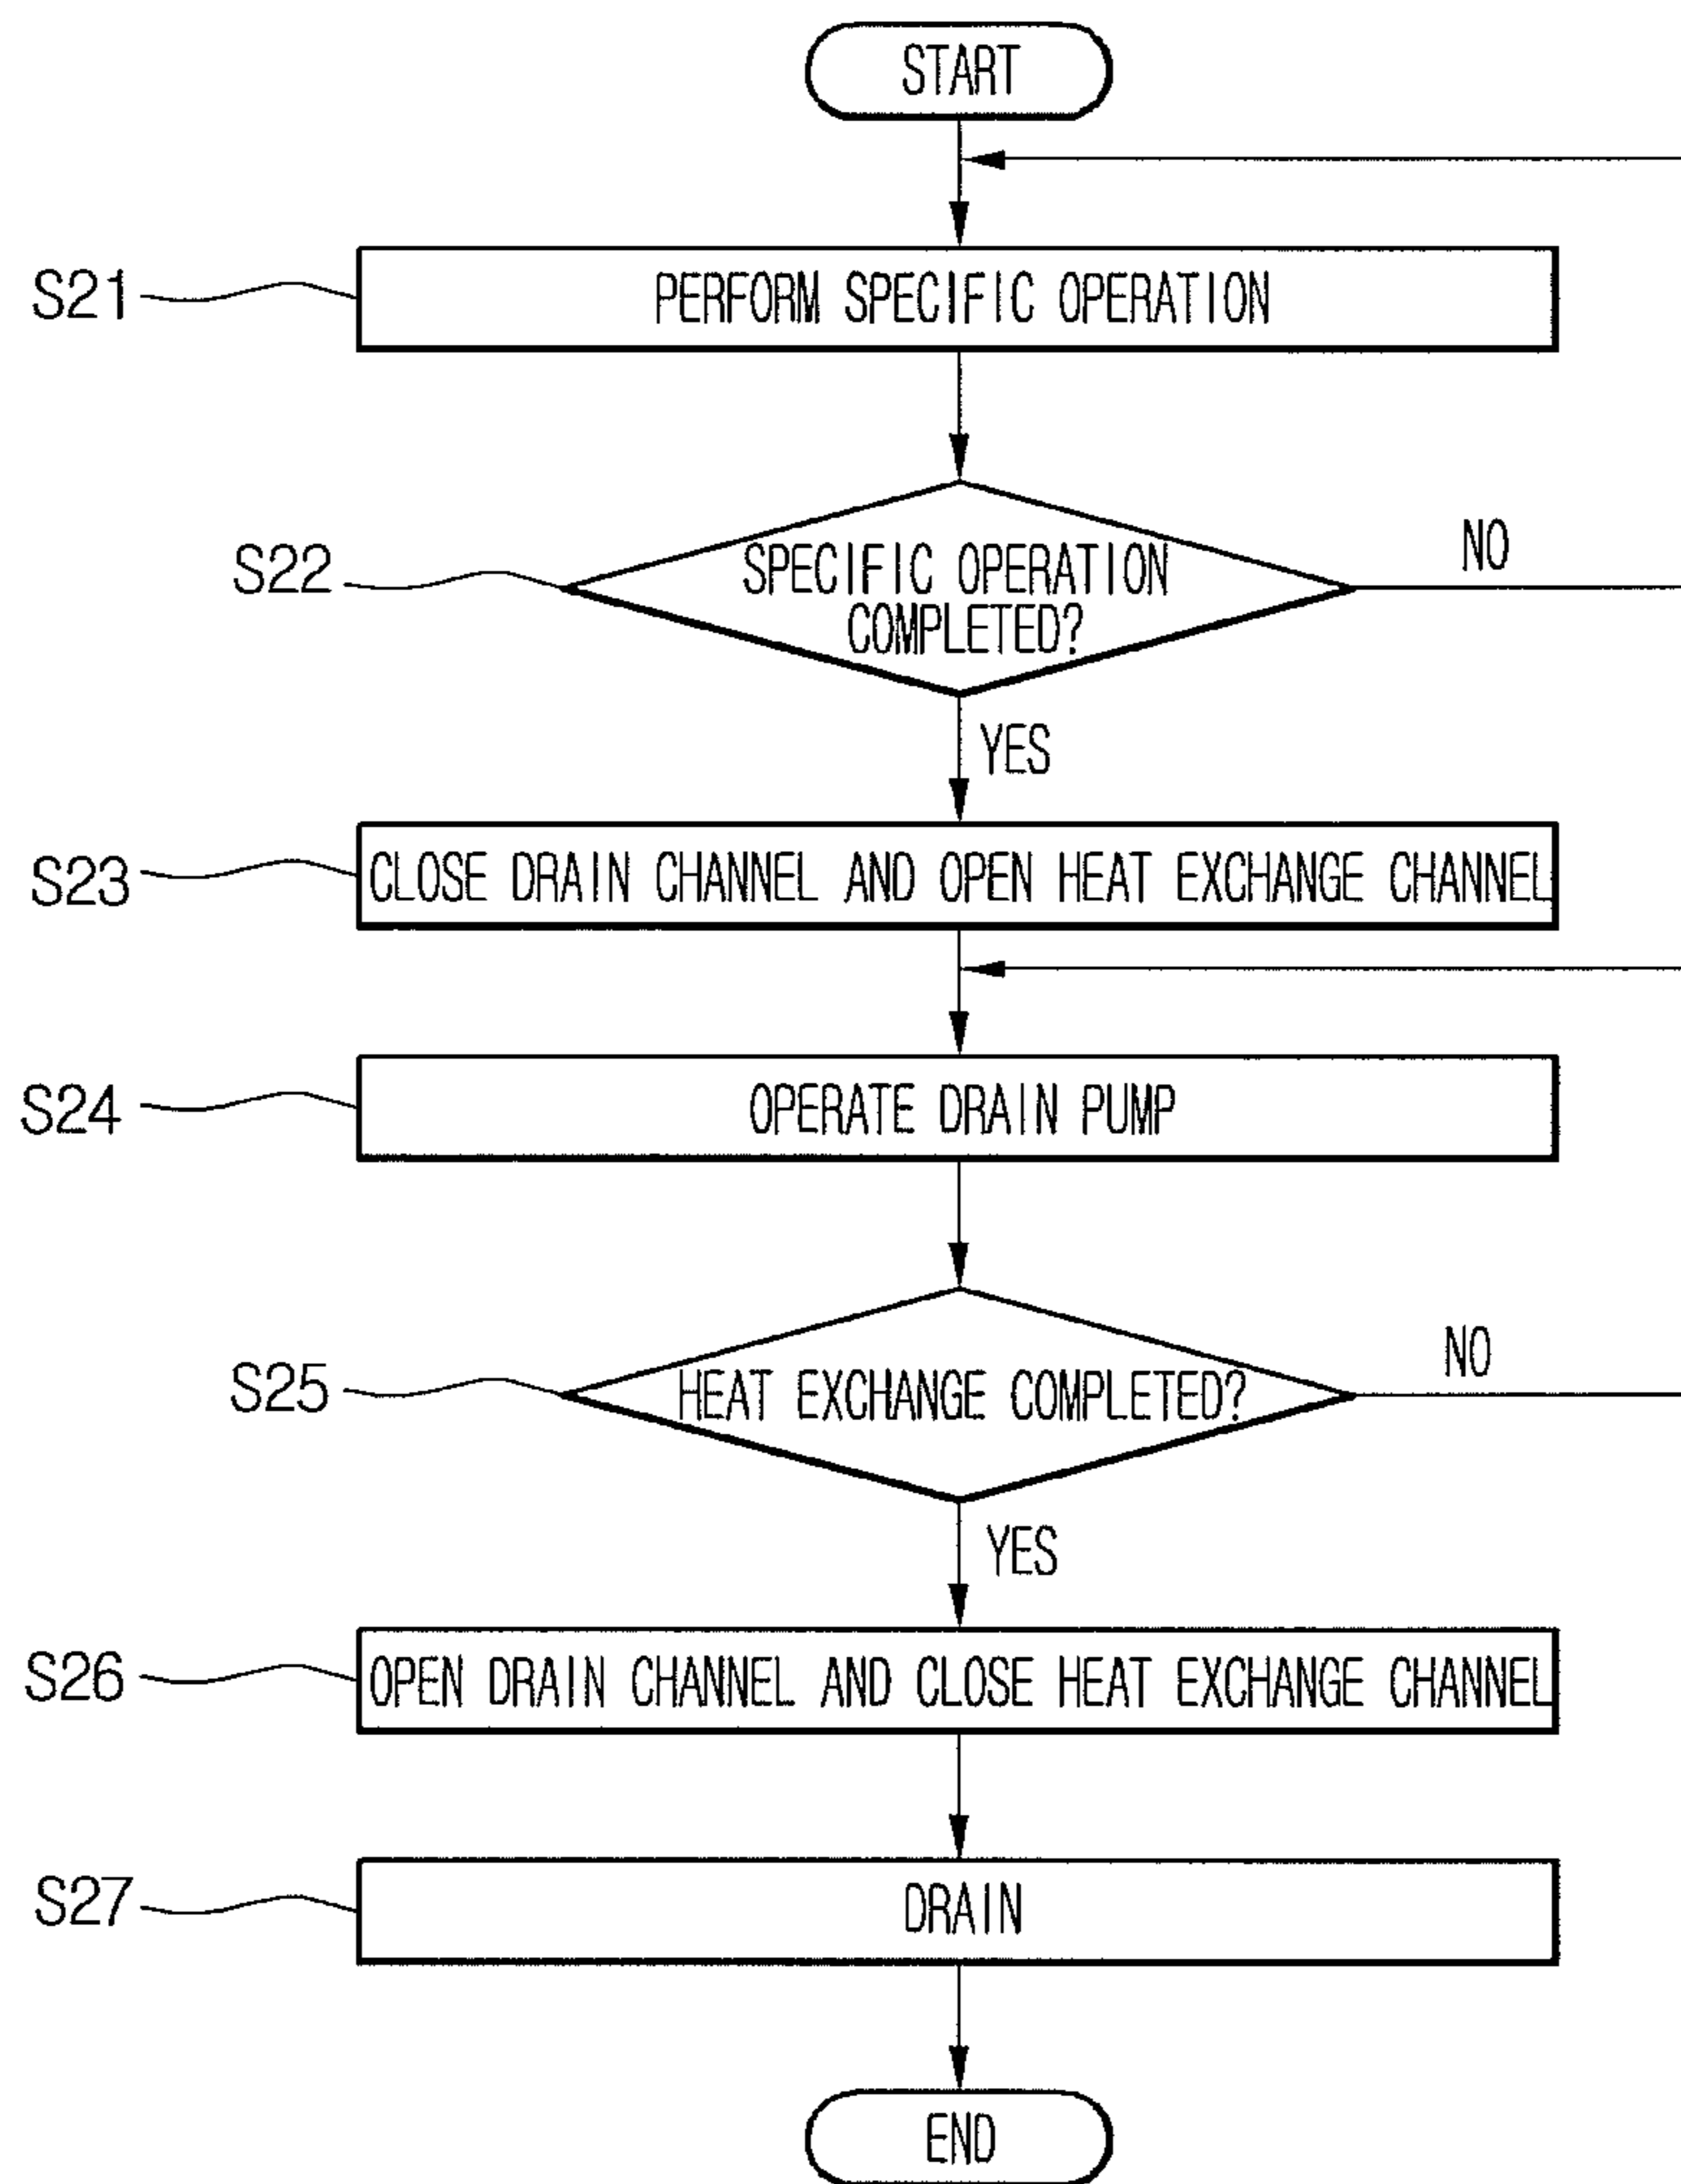 START
S21
PERFORM SPECIFIC OPERATION
S22
SPECIFIC OPERATION
COMPLETED?
NO
YES
S23
CLOSE DRAIN CHANNEL AND OPEN HEAT EXCHANGE CHANNEL
S24
OPERATE DRAIN PUMP
S25
HEAT EXCHANGE COMPLETED?
NO
YES
S26
OPEN DRAIN CHANNEL AND CLOSE HEAT EXCHANGE CHANNEL
S27
DRAIN
END